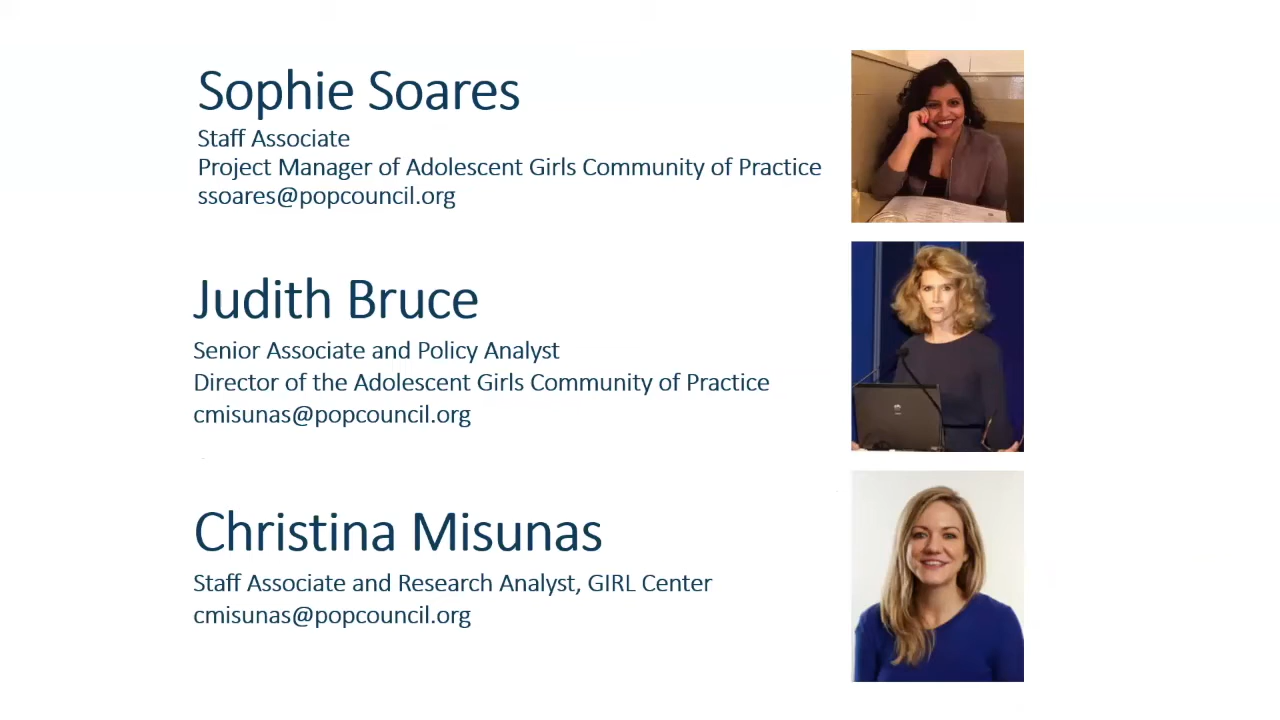 Sophie Soares
Staff Associate
Project Manager of Adolescent Girls Community of Practice
ssoares@popcouncil.org
Judith Bruce
Senior Associate and Policy Analyst
Director of the Adolescent Girls Community of Practice
cmisunas@popcouncil.org
Christina Misunas
Staff Associate and Research Analyst, GIRL Center
cmisunas@popcouncil.org